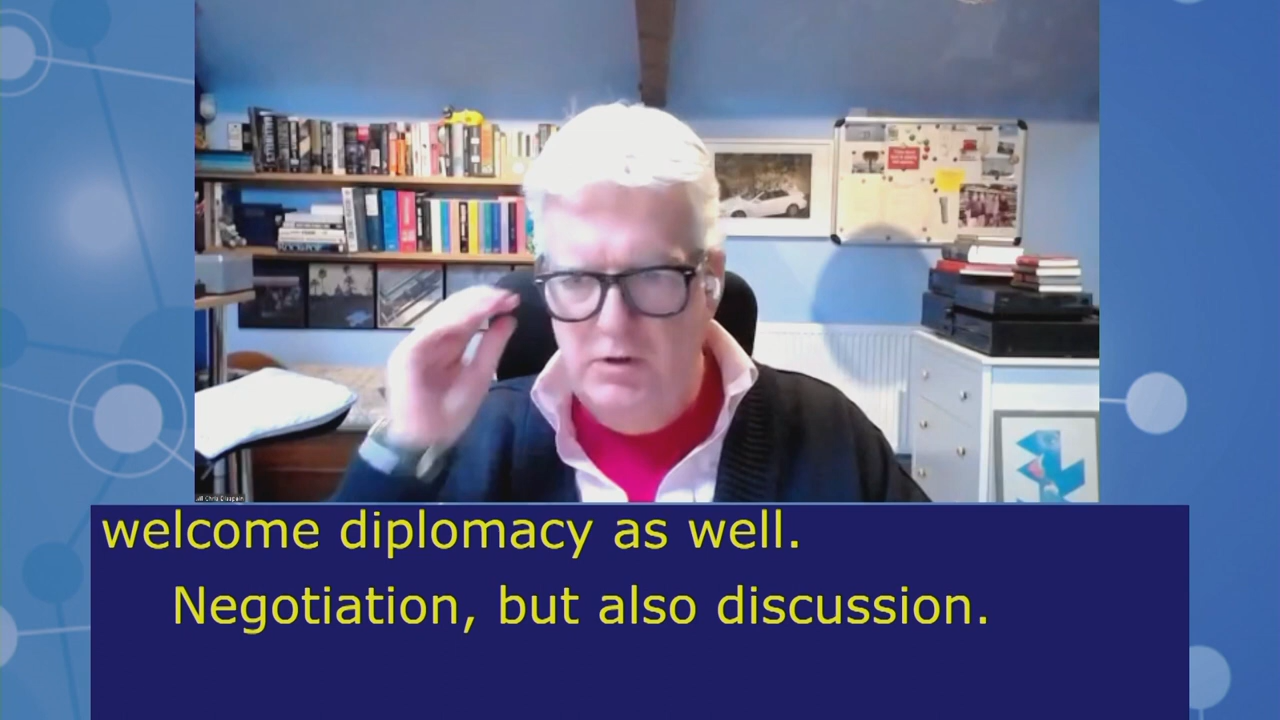 welcome diplomacy as well.
Negotiation, but also discussion.